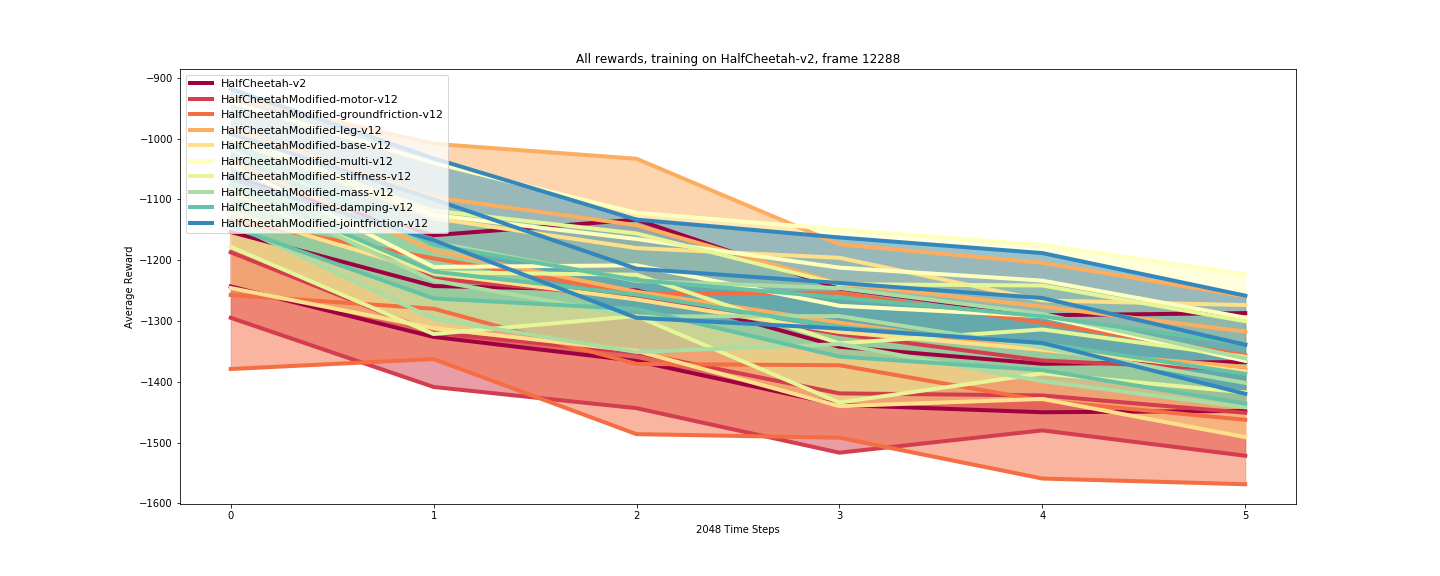 All rewards, training on HalfCheetah-v2, frame 12288
−900
−1000
−1100
−1200
−1300
−1400
−1500
−1600
Average Reward
HalfCheetah-v2
HalfCheetahModified-motor-v12
HalfCheetahModified-groundfriction-v12
HalfCheetahModified-leg-v12
HalfCheetahModified-base-v12
HalfCheetahModified-multi-v12
HalfCheetahModified-stiffness-v12
HalfCheetahModified-mass-v12
HalfCheetahModified-damping-v12
HalfCheetahModified-jointfriction-v12
0 1 2 3 4 5
2048 Time Steps